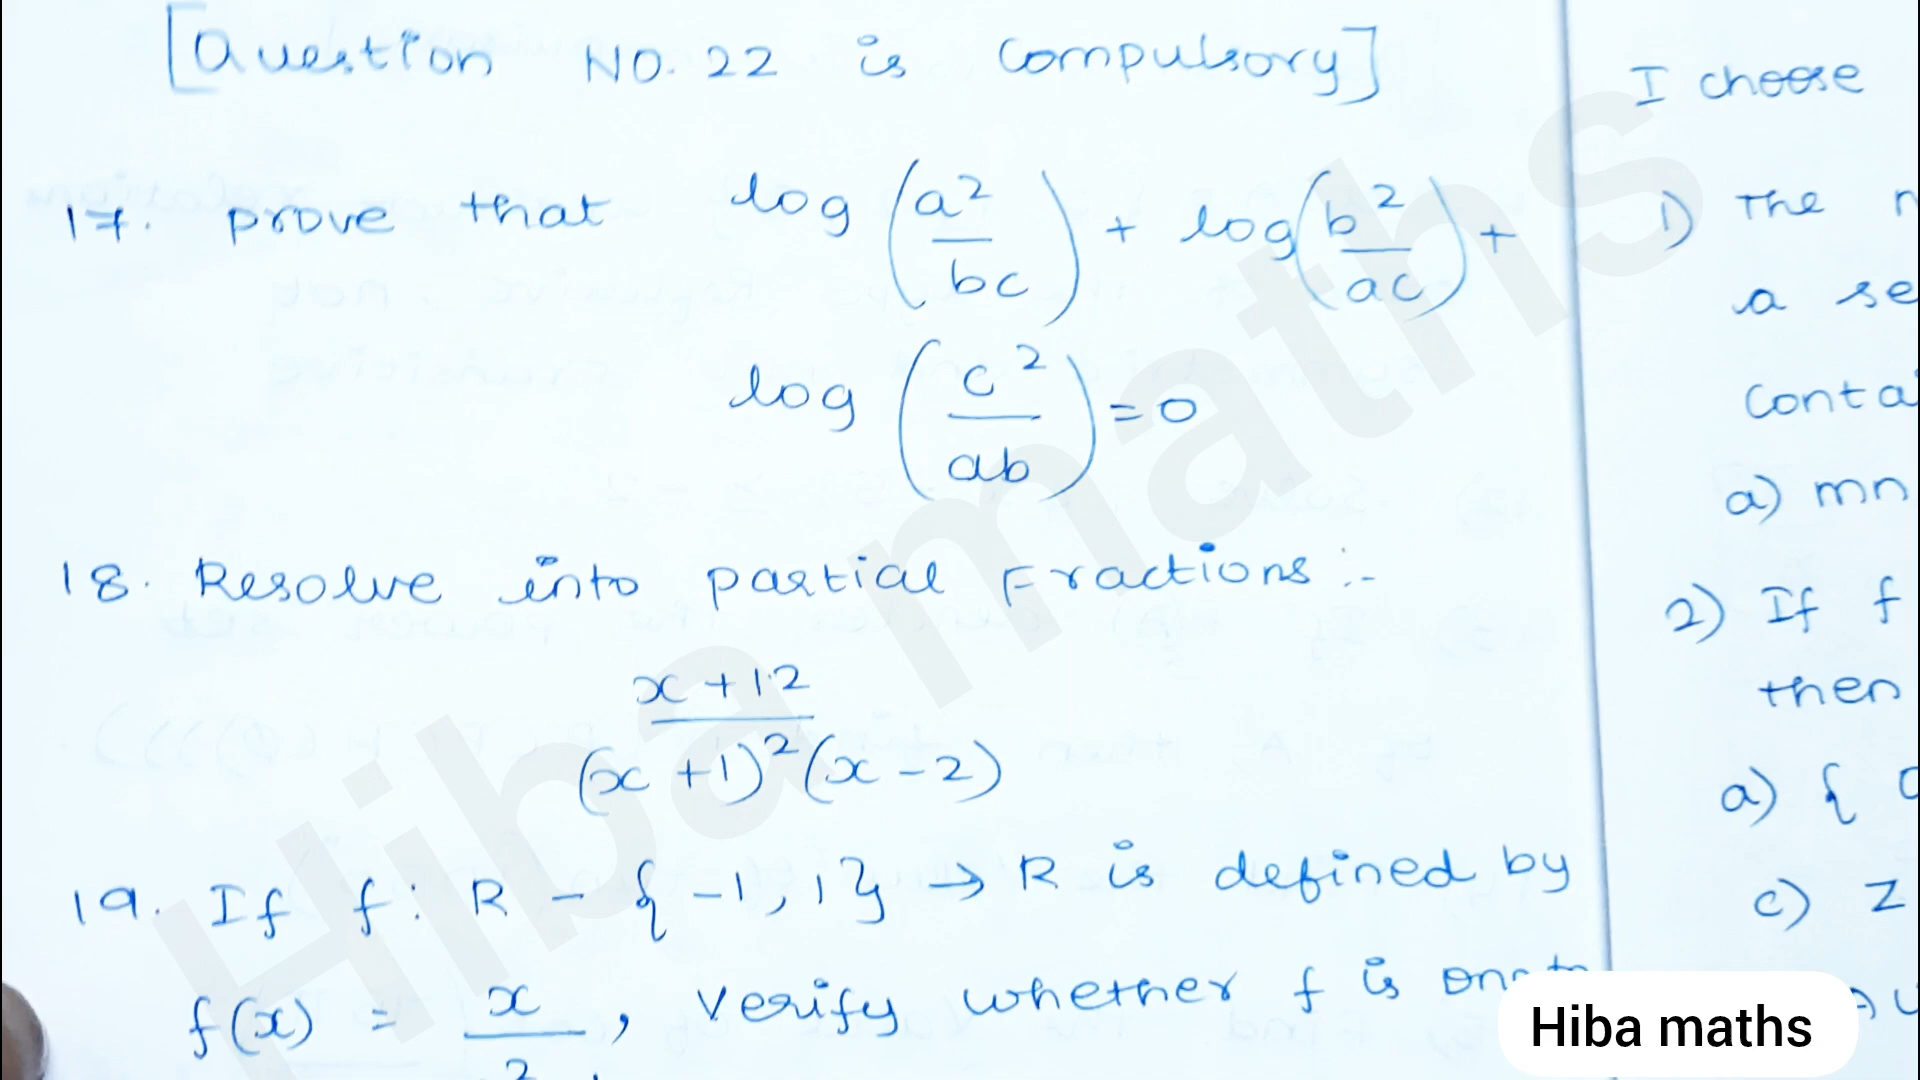 [Question NO. 22 is compulsory]
17. prove that log (a²/bc) + log (b²/ac) +
log (c²/ab) = 0
18. Resolve into partial Fractions :-
x + 12
(x + 1)² (x - 2)
19. If f : R - {-1, 1} → R is defined by
f(x) = x , Verify whether f is
2
I choose
1) The
a
a) mn
2) If f
then
a) {
c) Z
Hiba maths
Hiba maths